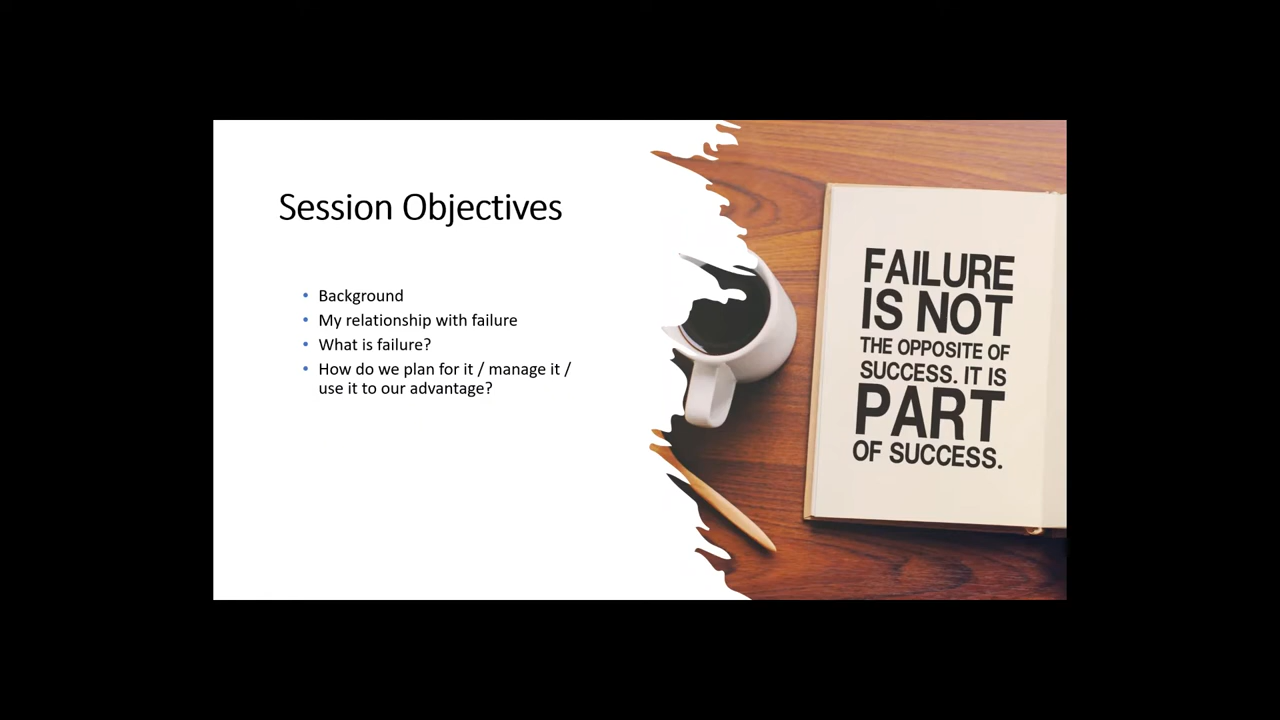 Session Objectives
• Background
• My relationship with failure
• What is failure?
• How do we plan for it / manage it /
use it to our advantage?
FAILURE
IS NOT
THE OPPOSITE OF
SUCCESS. IT IS
PART
OF SUCCESS.